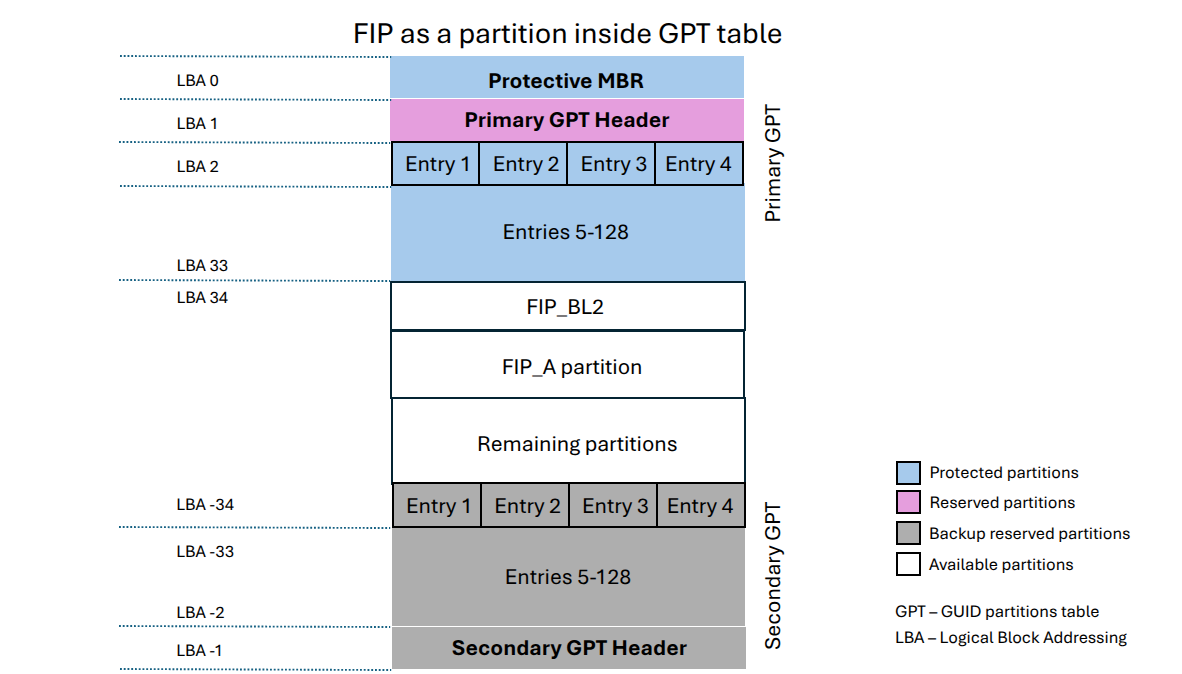 FIP as a partition inside GPT table
LBA 0
Protective MBR
LBA 1
Primary GPT Header
LBA 2
Entry 1
Entry 2
Entry 3
Entry 4
Primary GPT
Entries 5-128
LBA 33
LBA 34
FIP_BL2
FIP_A partition
Remaining partitions
LBA -34
Entry 1
Entry 2
Entry 3
Entry 4
LBA -33
Entries 5-128
LBA -2
LBA -1
Secondary GPT Header
Secondary GPT
Protected partitions
Reserved partitions
Backup reserved partitions
Available partitions
GPT – GUID partitions table
LBA – Logical Block Addressing